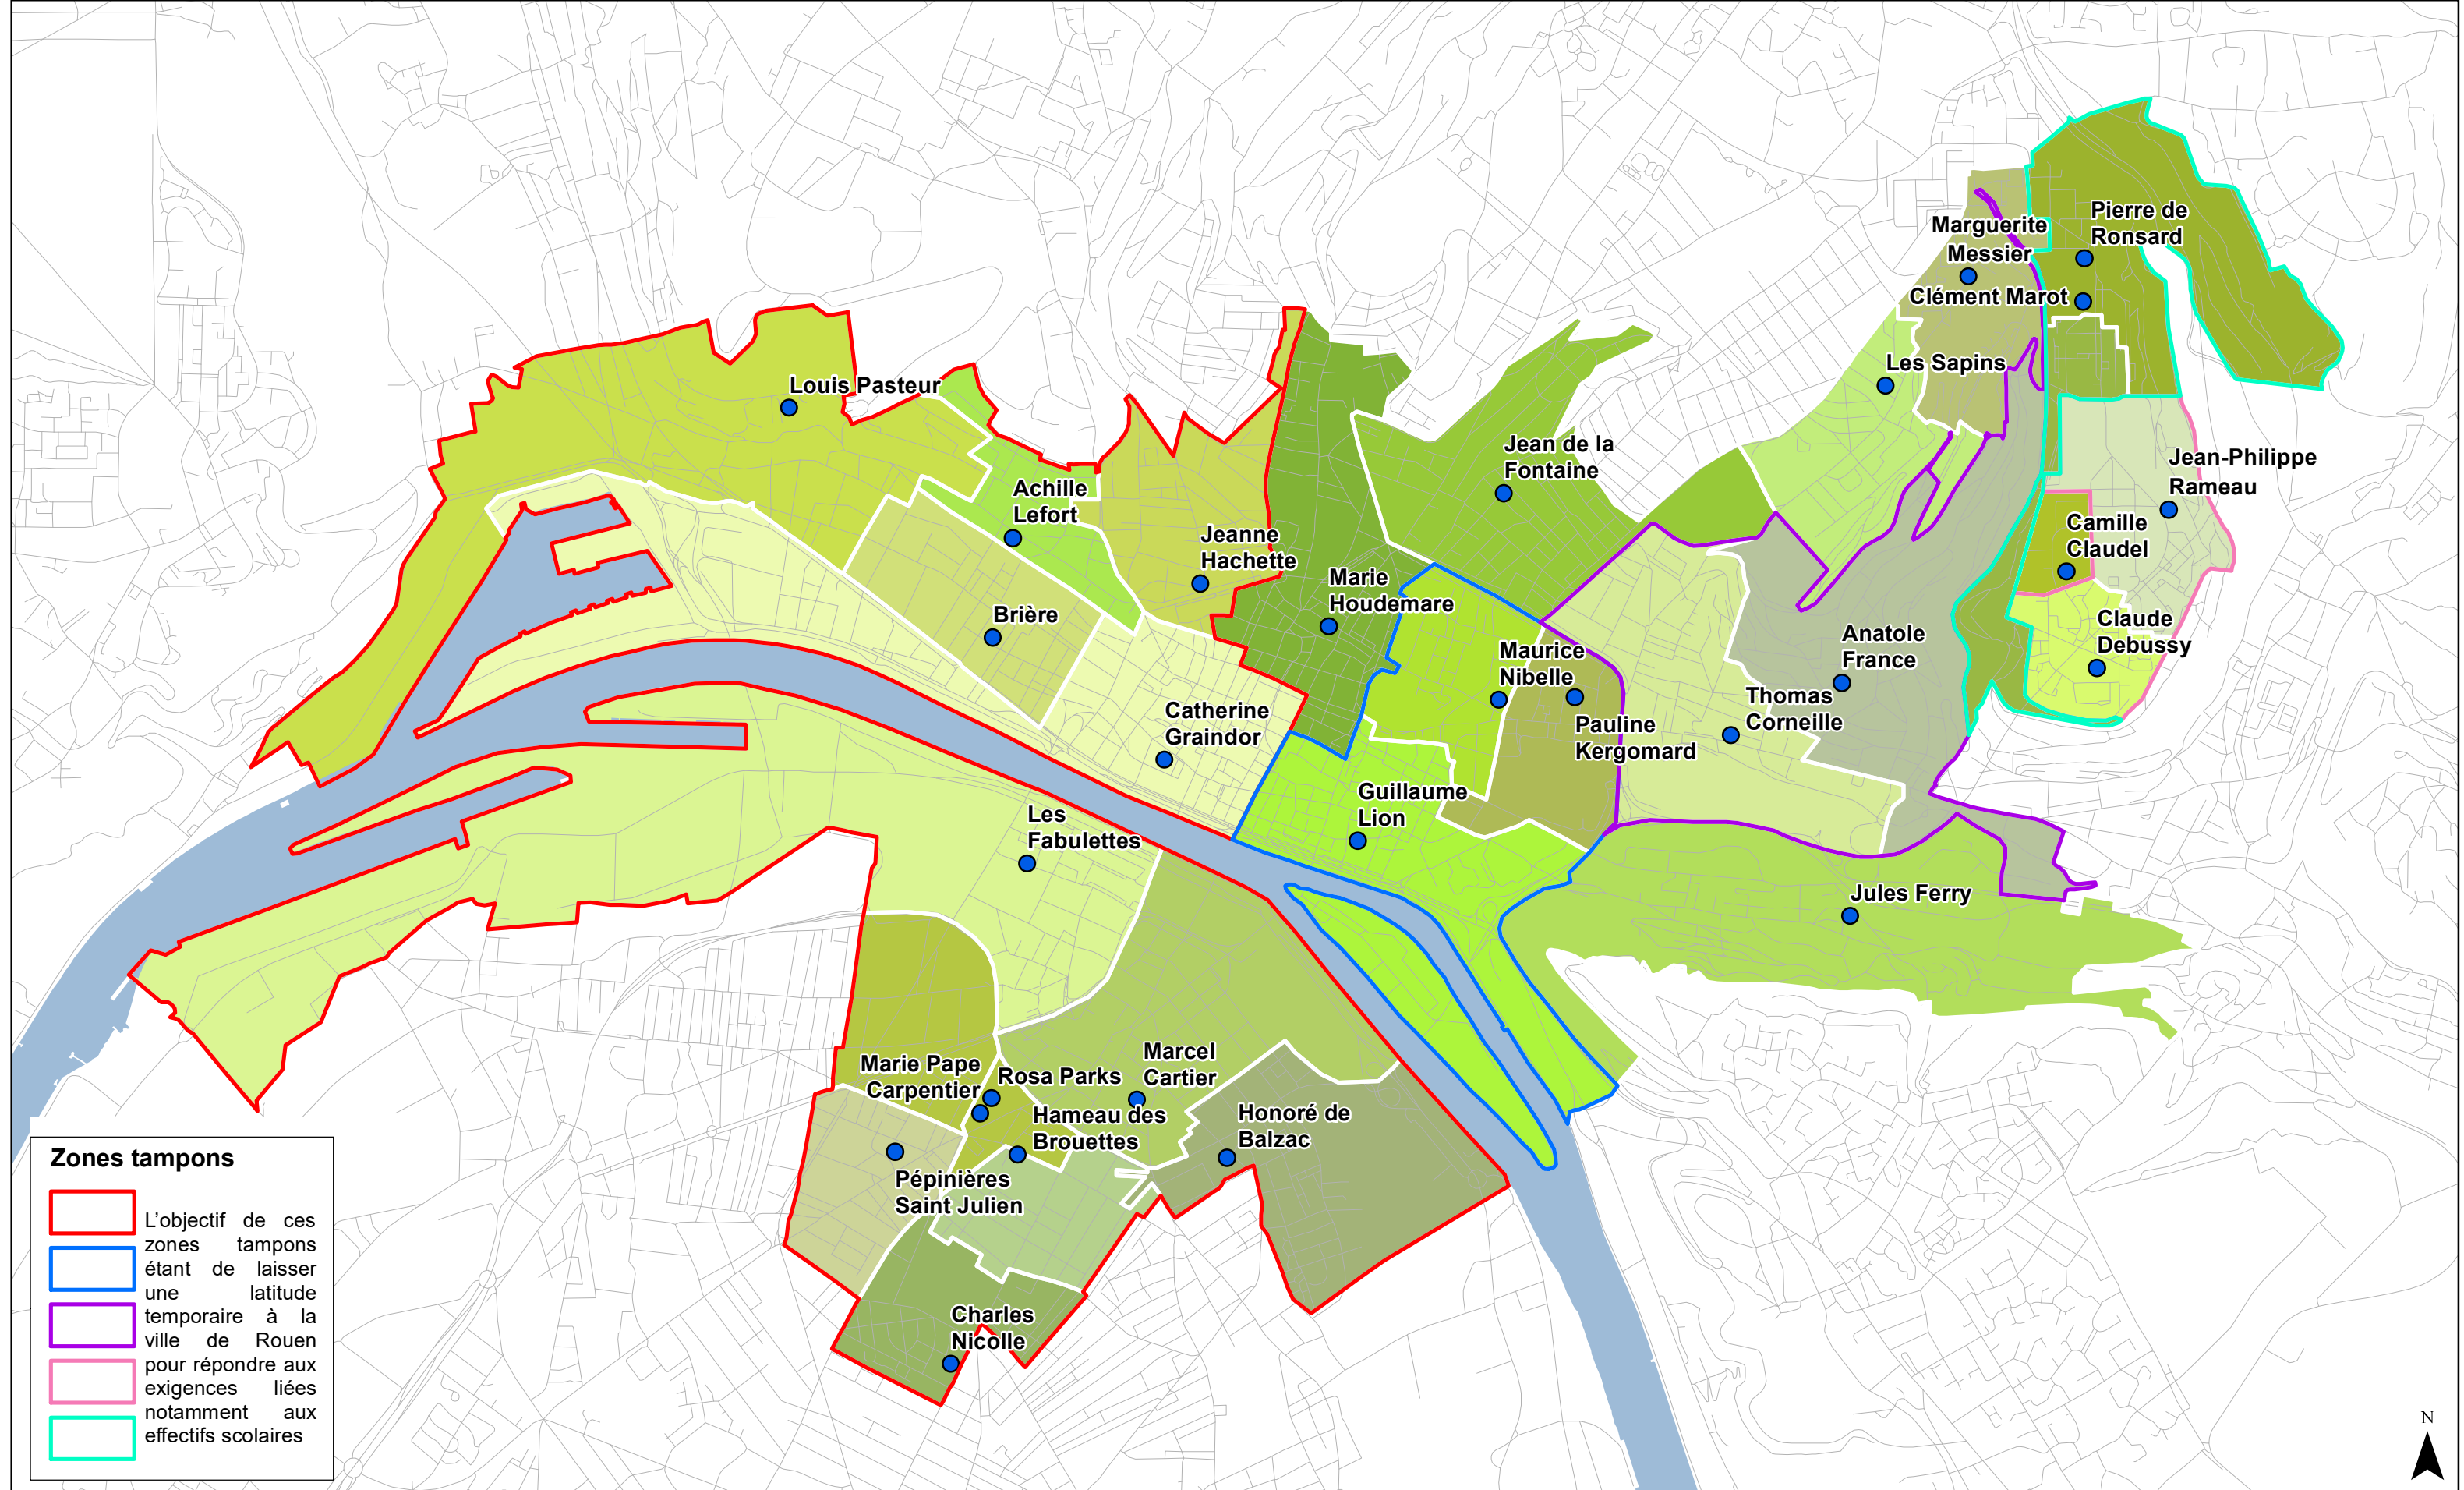 Pierre de
Ronsard
Marguerite
Messier
Clément Marot
Les Sapins
Louis Pasteur
Jean de la
Fontaine
Jean-Philippe
Rameau
Achille
Lefort
Jeanne
Hachette
Camille
Claudel
Marie
Houdemare
Brière
Claude
Debussy
Anatole
France
Maurice
Nibelle
Thomas
Corneille
Pauline
Kergomard
Catherine
Graindor
Guillaume
Lion
Les
Fabulettes
Jules Ferry
Marcel
Cartier
Marie Pape
Carpentier
Rosa Parks
Hameau des
Brouettes
Honoré de
Balzac
Pépinières
Saint Julien
Charles
Nicolle
Zones tampons
L’objectif de ces
zones tampons
étant de laisser
une latitude
temporaire à la
ville de Rouen
pour répondre aux
exigences liées
notamment aux
effectifs scolaires
N